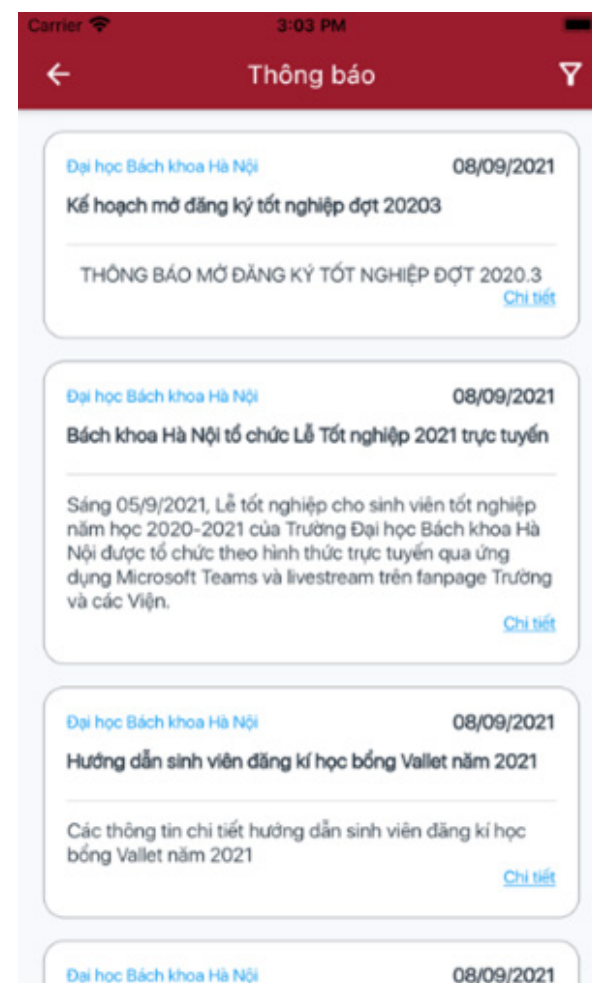 Carrier 3:03 PM
Thông báo
Đại học Bách khoa Hà Nội 08/09/2021
Kế hoạch mở đăng ký tốt nghiệp đợt 20203
THÔNG BÁO MỞ ĐĂNG KÝ TỐT NGHIỆP ĐỢT 2020.3
Chi tiết
Đại học Bách khoa Hà Nội 08/09/2021
Bách khoa Hà Nội tổ chức Lễ Tốt nghiệp 2021 trực tuyến
Sáng 05/9/2021, Lễ tốt nghiệp cho sinh viên tốt nghiệp
năm học 2020-2021 của Trường Đại học Bách khoa Hà
Nội được tổ chức theo hình thức trực tuyến qua ứng
dụng Microsoft Teams và livestream trên fanpage Trường
và các Viện.
Chi tiết
Đại học Bách khoa Hà Nội 08/09/2021
Hướng dẫn sinh viên đăng kí học bổng Vallet năm 2021
Các thông tin chi tiết hướng dẫn sinh viên đăng kí học
bổng Vallet năm 2021
Chi tiết
Đại học Bách khoa Hà Nội 08/09/2021